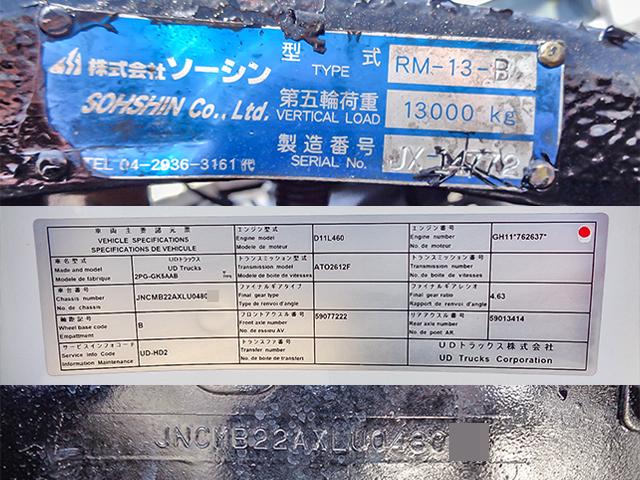 株式会社ソーシン
SOHSHIN Co., Ltd.
TEL 04-2936-3161 代
型 式 RM-13-B
TYPE
第五輪荷重 13000 kg
VERTICAL LOAD
製造番号
SERIAL No.
車両主要諸元票
VEHICLE SPECIFICATIONS
SPECIFICATIONS DE VEHICULE
エンジン型式
Engine model D11L460
Modele de moteur
エンジン番号
Engine number GH11*762637*
No. de moteur
車名型式 UDトラックス
Made and model UD Trucks
Modele de fabrique 2PG-GK5AAB
トランスミッション型式
Transmission model ATO2612F
Modele de boite de vitesses
トランスミッション番号
Transmission number
No. de boite de vitesses
車台番号
Chassis number JNCMB22AXLU0480
No. de chassis
ファイナルギアタイプ
Final gear type
Type de renvoi d'angle
ファイナルギアレシオ
Final gear ratio 4.63
Rapport de renvoi d'angle
軸距記号
Wheel base code B
Empattement
フロントアクスル番号 59077222
Front axle number
No. de essieu AV.
リアアクスル番号 59013414
Rear axle number
No. de pont AR.
サービスインフォコード
Service info Code UD-HD2
Information Maintenance
トランスファ番号
Transfer number
No. de boite de transfert
UDトラックス株式会社
UD Trucks Corporation
JNCMB22AXLU0480